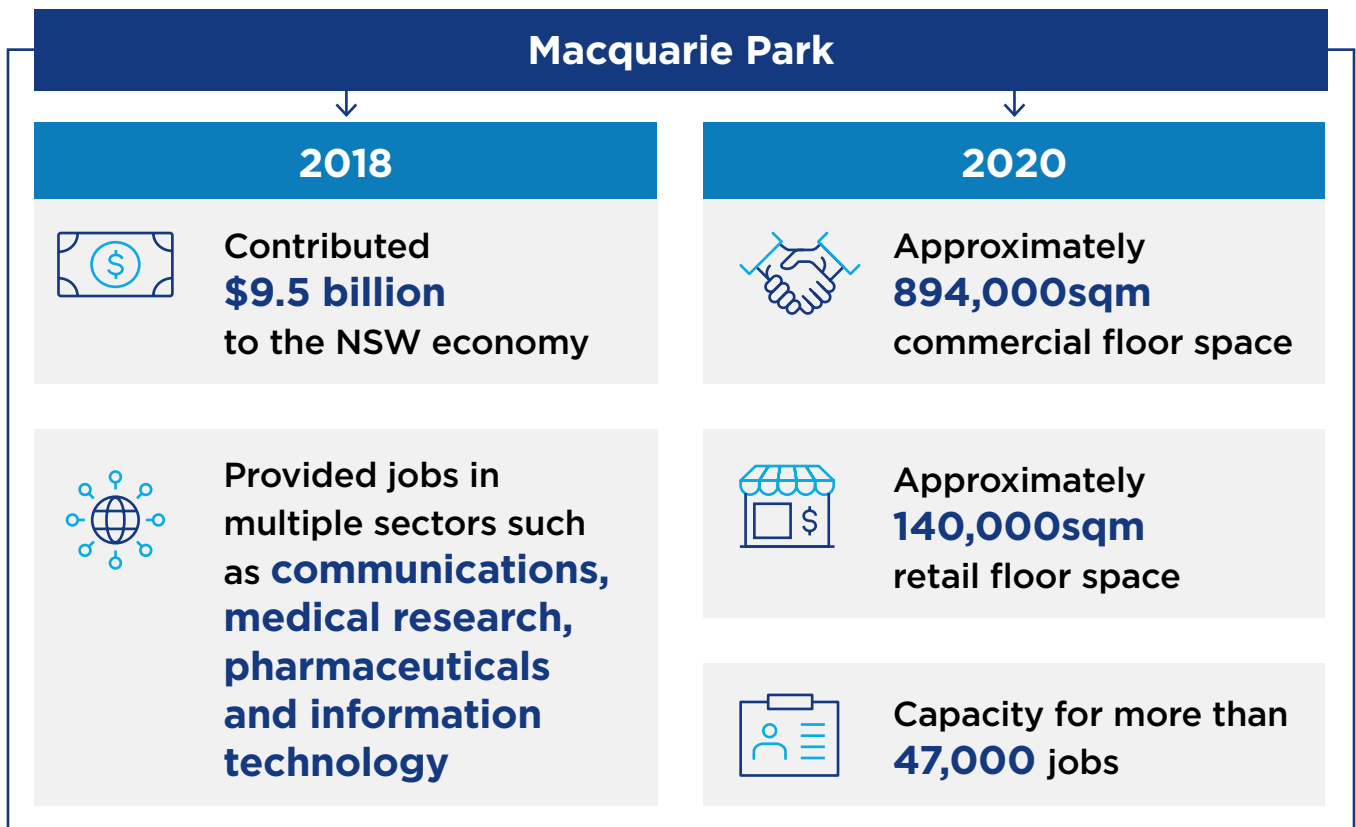 Macquarie Park
2018
Contributed
$9.5 billion
to the NSW economy
Provided jobs in
multiple sectors such
as communications,
medical research,
pharmaceuticals
and information
technology
2020
Approximately
894,000sqm
commercial floor space
Approximately
140,000sqm
retail floor space
Capacity for more than
47,000 jobs